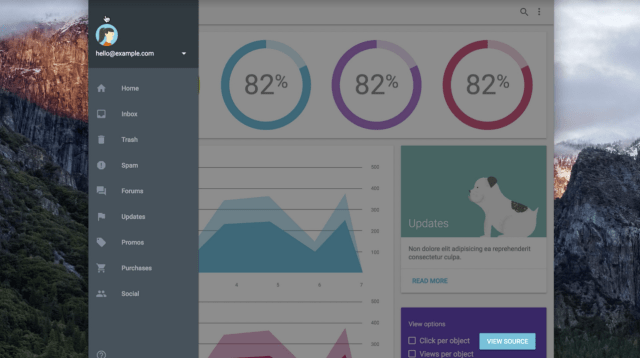 hello@example.com
Home
Inbox
Trash
Spam
Forums
Updates
Promos
Purchases
Social
82%
82%
82%
500
400
300
200
100
4
5
6
7
Updates
Non dolore elit adipisicing ea reprehenderit
consectetur culpa.
READ MORE
500
400
300
View options
Click per object
Views per object
VIEW SOURCE